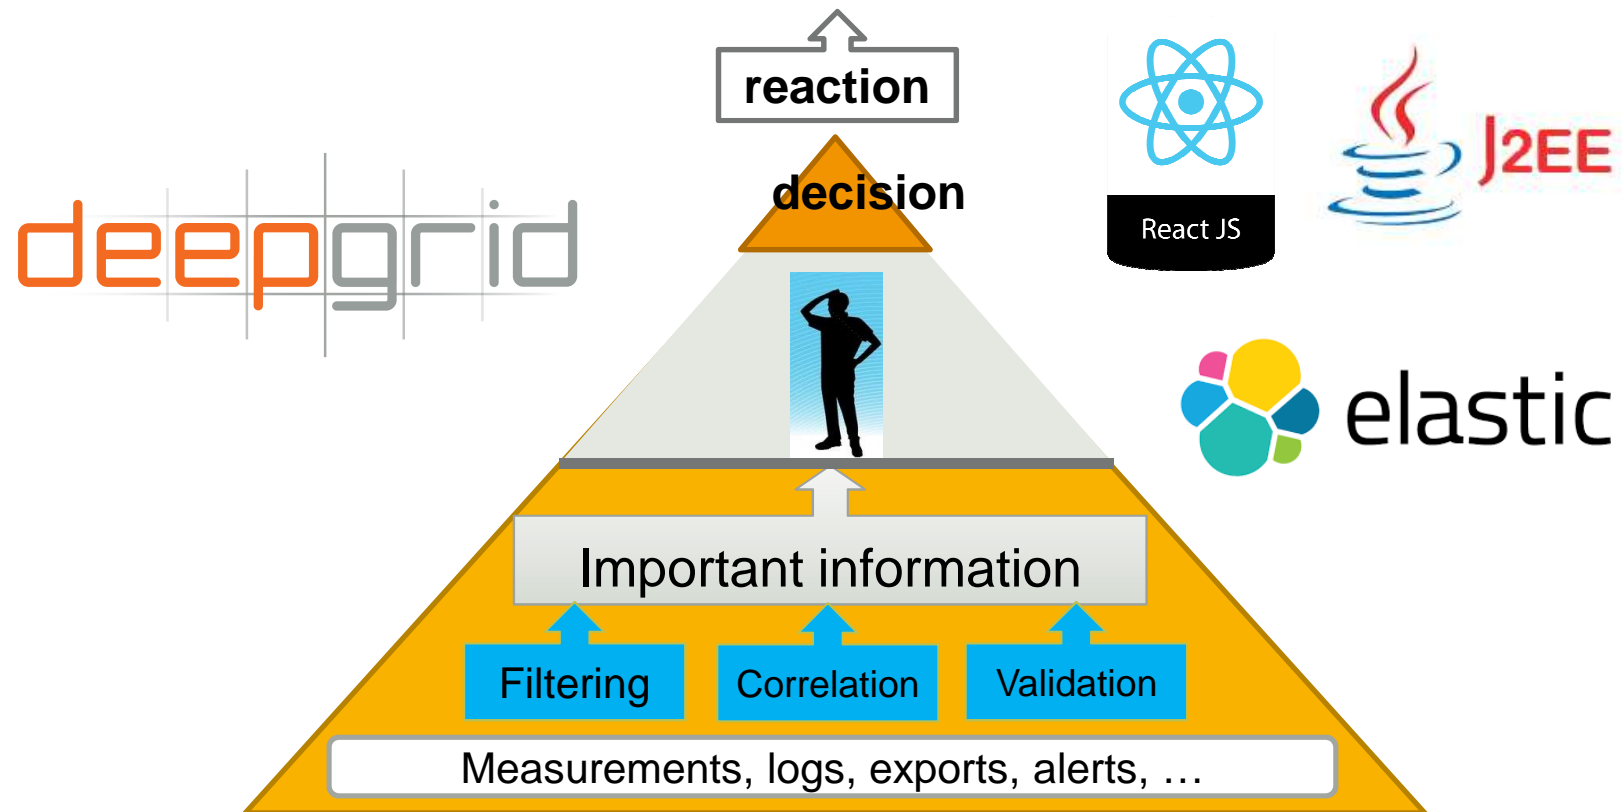 reaction
decision
deepgrid
React JS
J2EE
elastic
Important information
Filtering
Correlation
Validation
Measurements, logs, exports, alerts, …